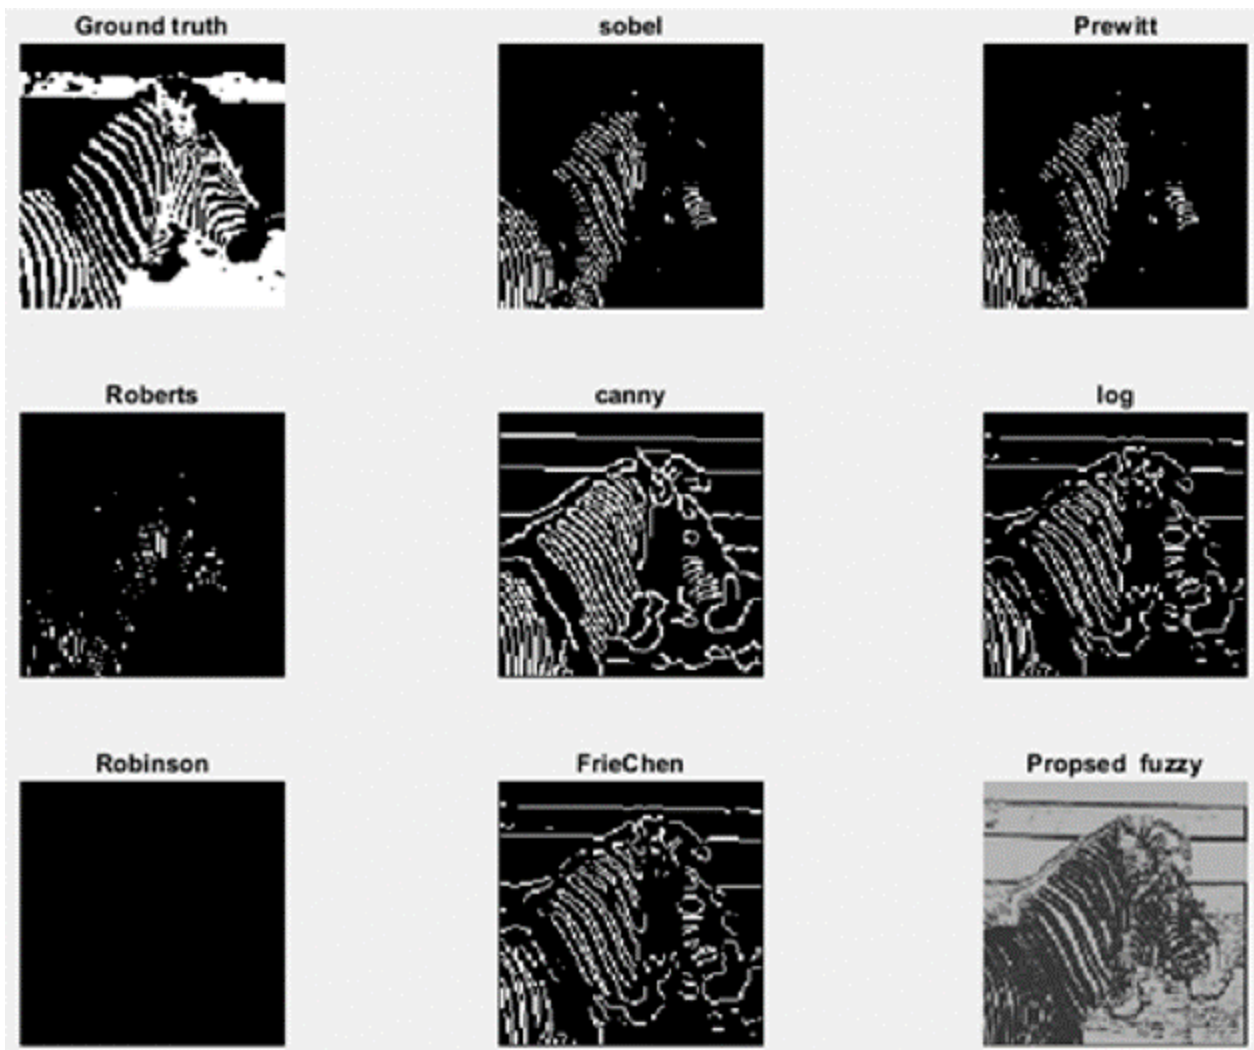 Ground truth
sobel
Prewitt
Roberts
canny
log
Robinson
FrieChen
Propsed fuzzy